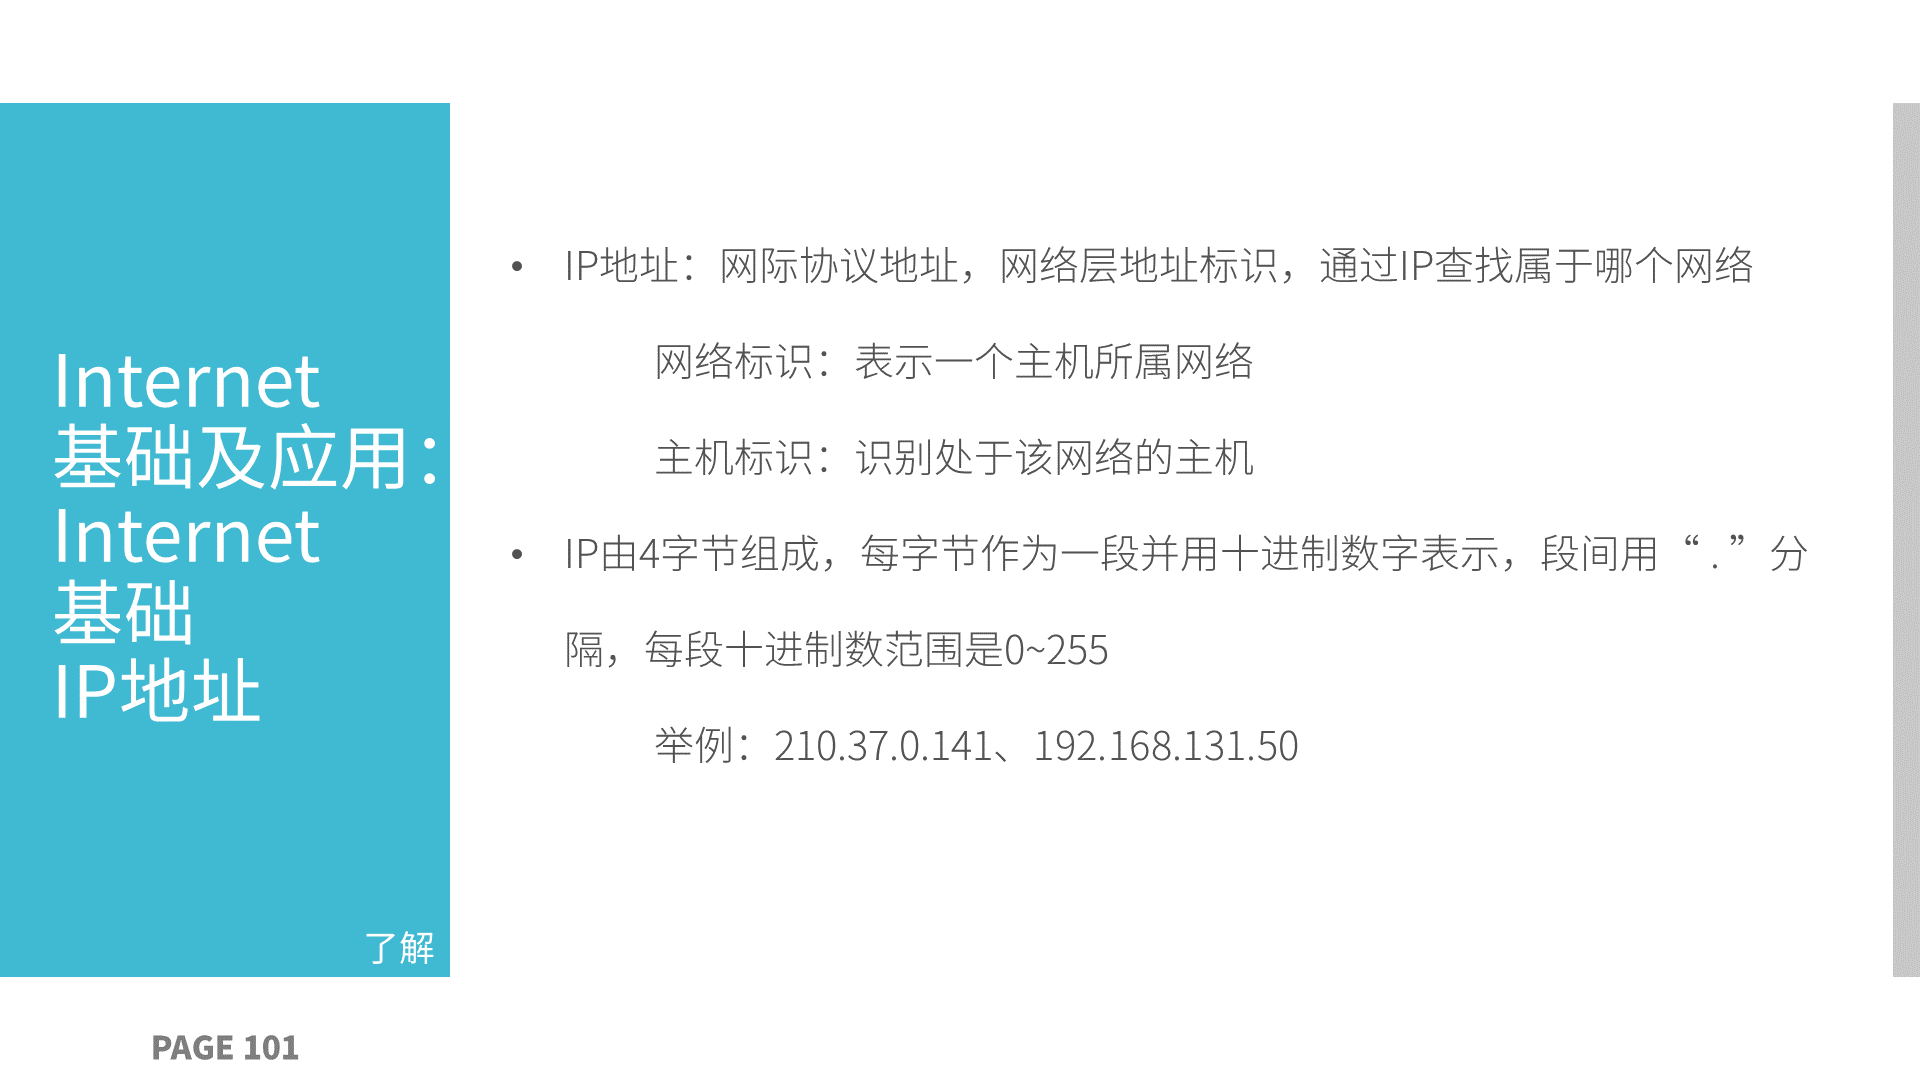 Internet
基础及应用：
Internet
基础
IP地址
了解
• IP地址：网际协议地址，网络层地址标识，通过IP查找属于哪个网络
网络标识：表示一个主机所属网络
主机标识：识别处于该网络的主机
• IP由4字节组成，每字节作为一段并用十进制数字表示，段间用“.”分
隔，每段十进制数范围是0~255
举例：210.37.0.141、192.168.131.50
PAGE 101